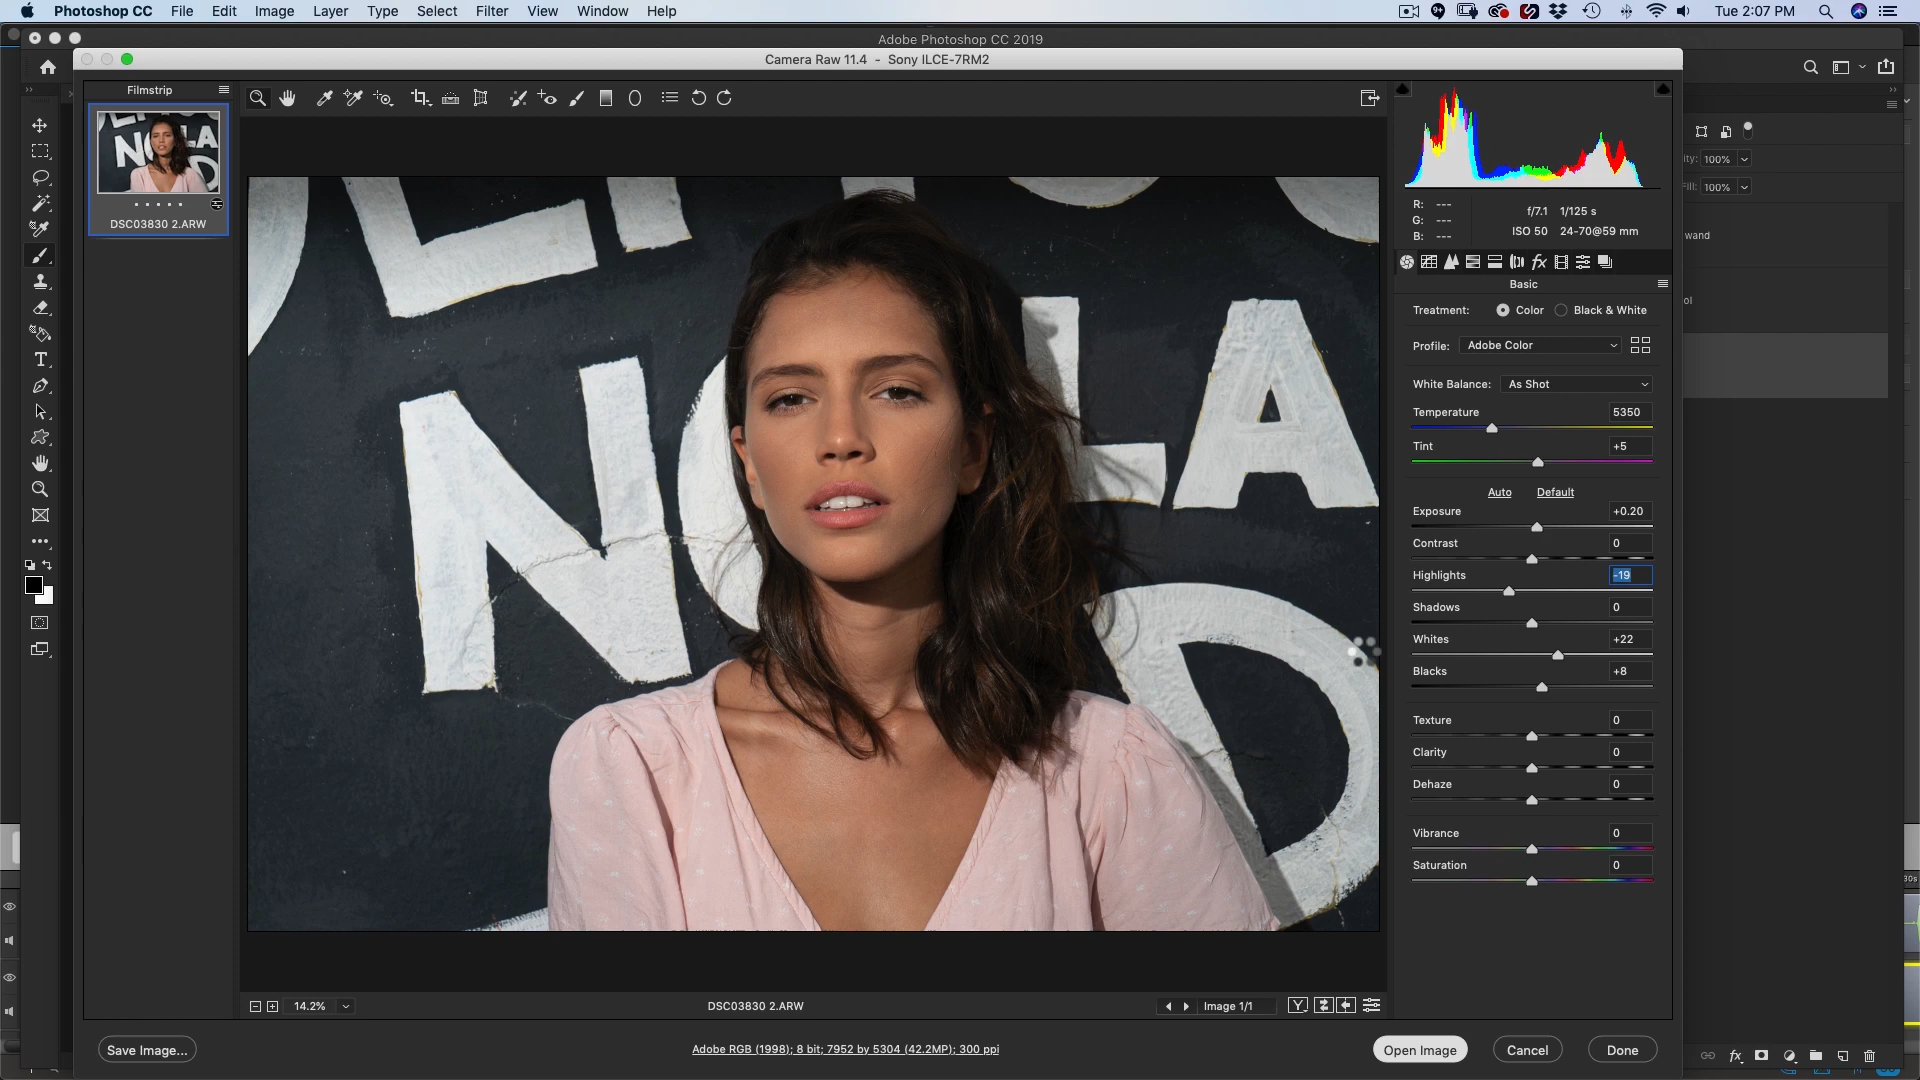 Photoshop CC File Edit Image Layer Type Select Filter View Window Help
9+
Tue 2:07 PM
Adobe Photoshop CC 2019
Camera Raw 11.4 - Sony ILCE-7RM2
Filmstrip
DSC03830 2.ARW
NO LA
D
R: ---
G: ---
B: ---
f/7.1 1/125 s
ISO 50 24-70@59 mm
Basic
Treatment: Color Black & White
Profile: Adobe Color
White Balance: As Shot
Temperature 5350
Tint +5
Auto Default
Exposure +0.20
Contrast 0
Highlights -19
Shadows 0
Whites +22
Blacks +8
Texture 0
Clarity 0
Dehaze 0
Vibrance 0
Saturation 0
100%
Fill: 100%
wand
14.2%
DSC03830 2.ARW
Image 1/1
Save Image...
Adobe RGB (1998); 8 bit; 7952 by 5304 (42.2MP); 300 ppi
Open Image
Cancel
Done